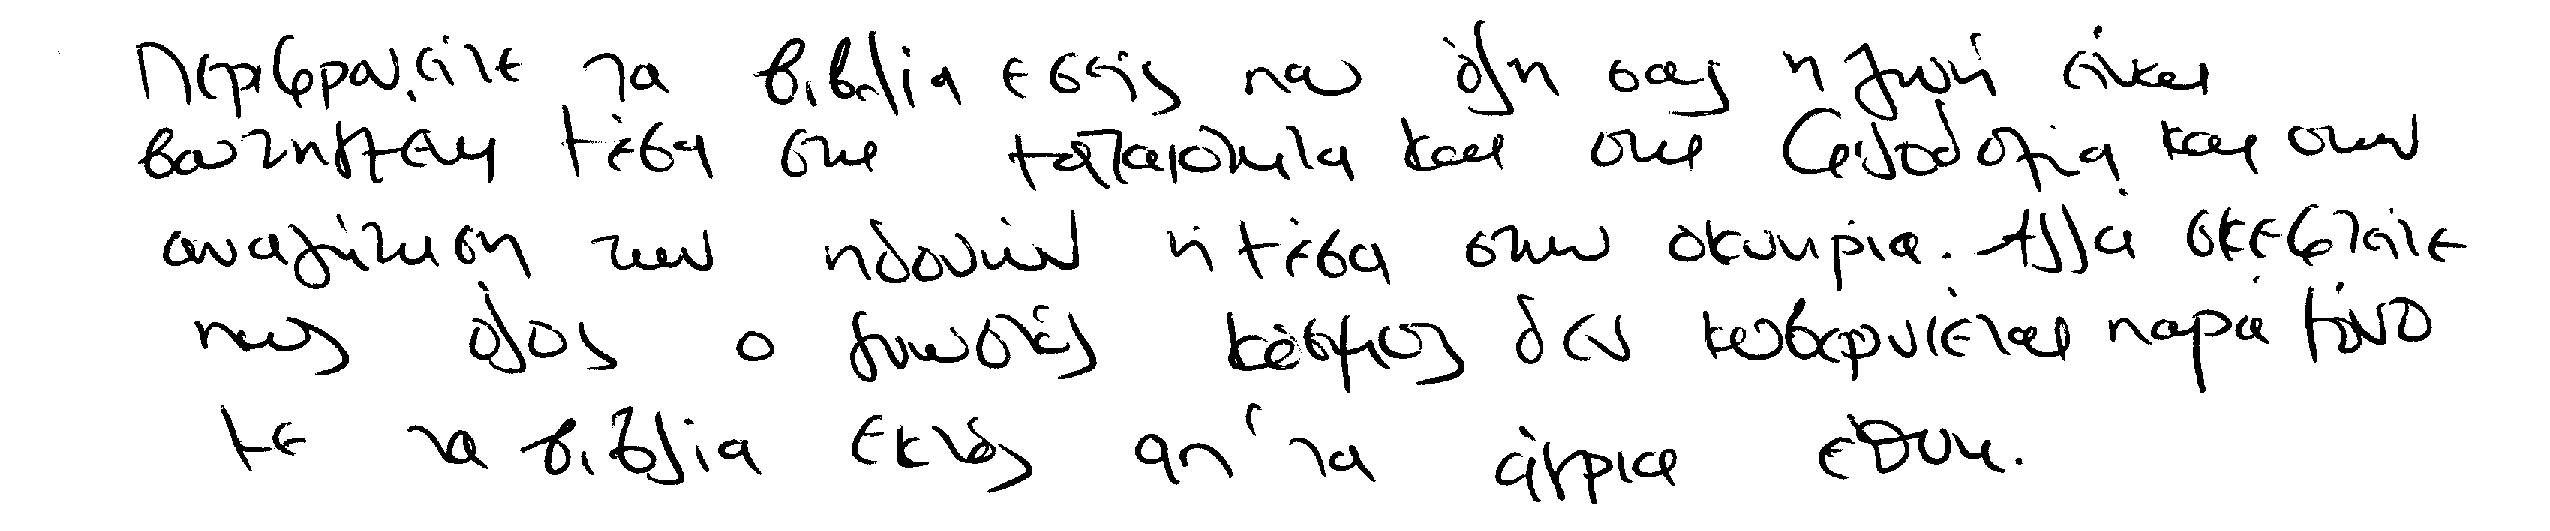 Περιφρονείτε τα βιβλία εσείς που όλη σας η ζωή είναι
βουτηγμένη μέσα στη ματαιοδοξία και στη φιλοδοξία και στην
αναζήτηση των ηδονών ή μέσα στην οκνηρία. Αλλά σκεφτείτε
πως όλος ο γνωστός κόσμος δεν κυβερνιέται παρά μόνο
με τα βιβλία εκτός απ' τα άγρια έθνη.